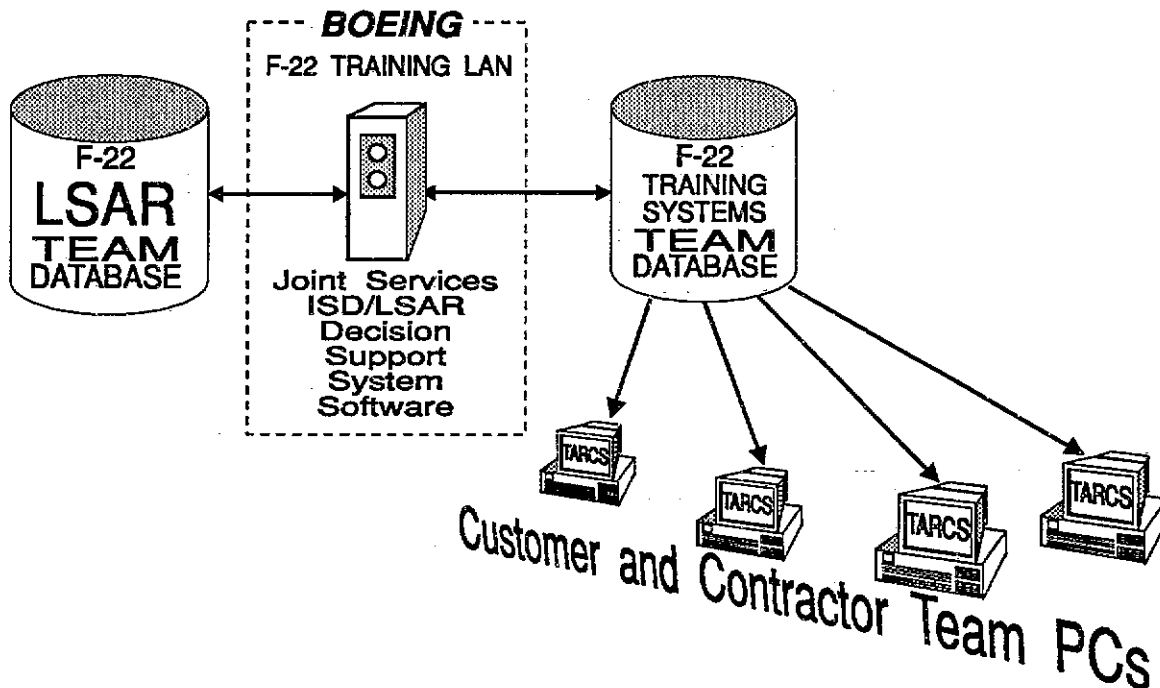 BOEING
F-22 TRAINING LAN
F-22
LSAR
TEAM
DATABASE
Joint Services
ISD/LSAR
Decision
Support
System
Software
F-22
TRAINING
SYSTEMS
TEAM
DATABASE
TARCS
TARCS
TARCS
TARCS
Customer and Contractor Team PCs